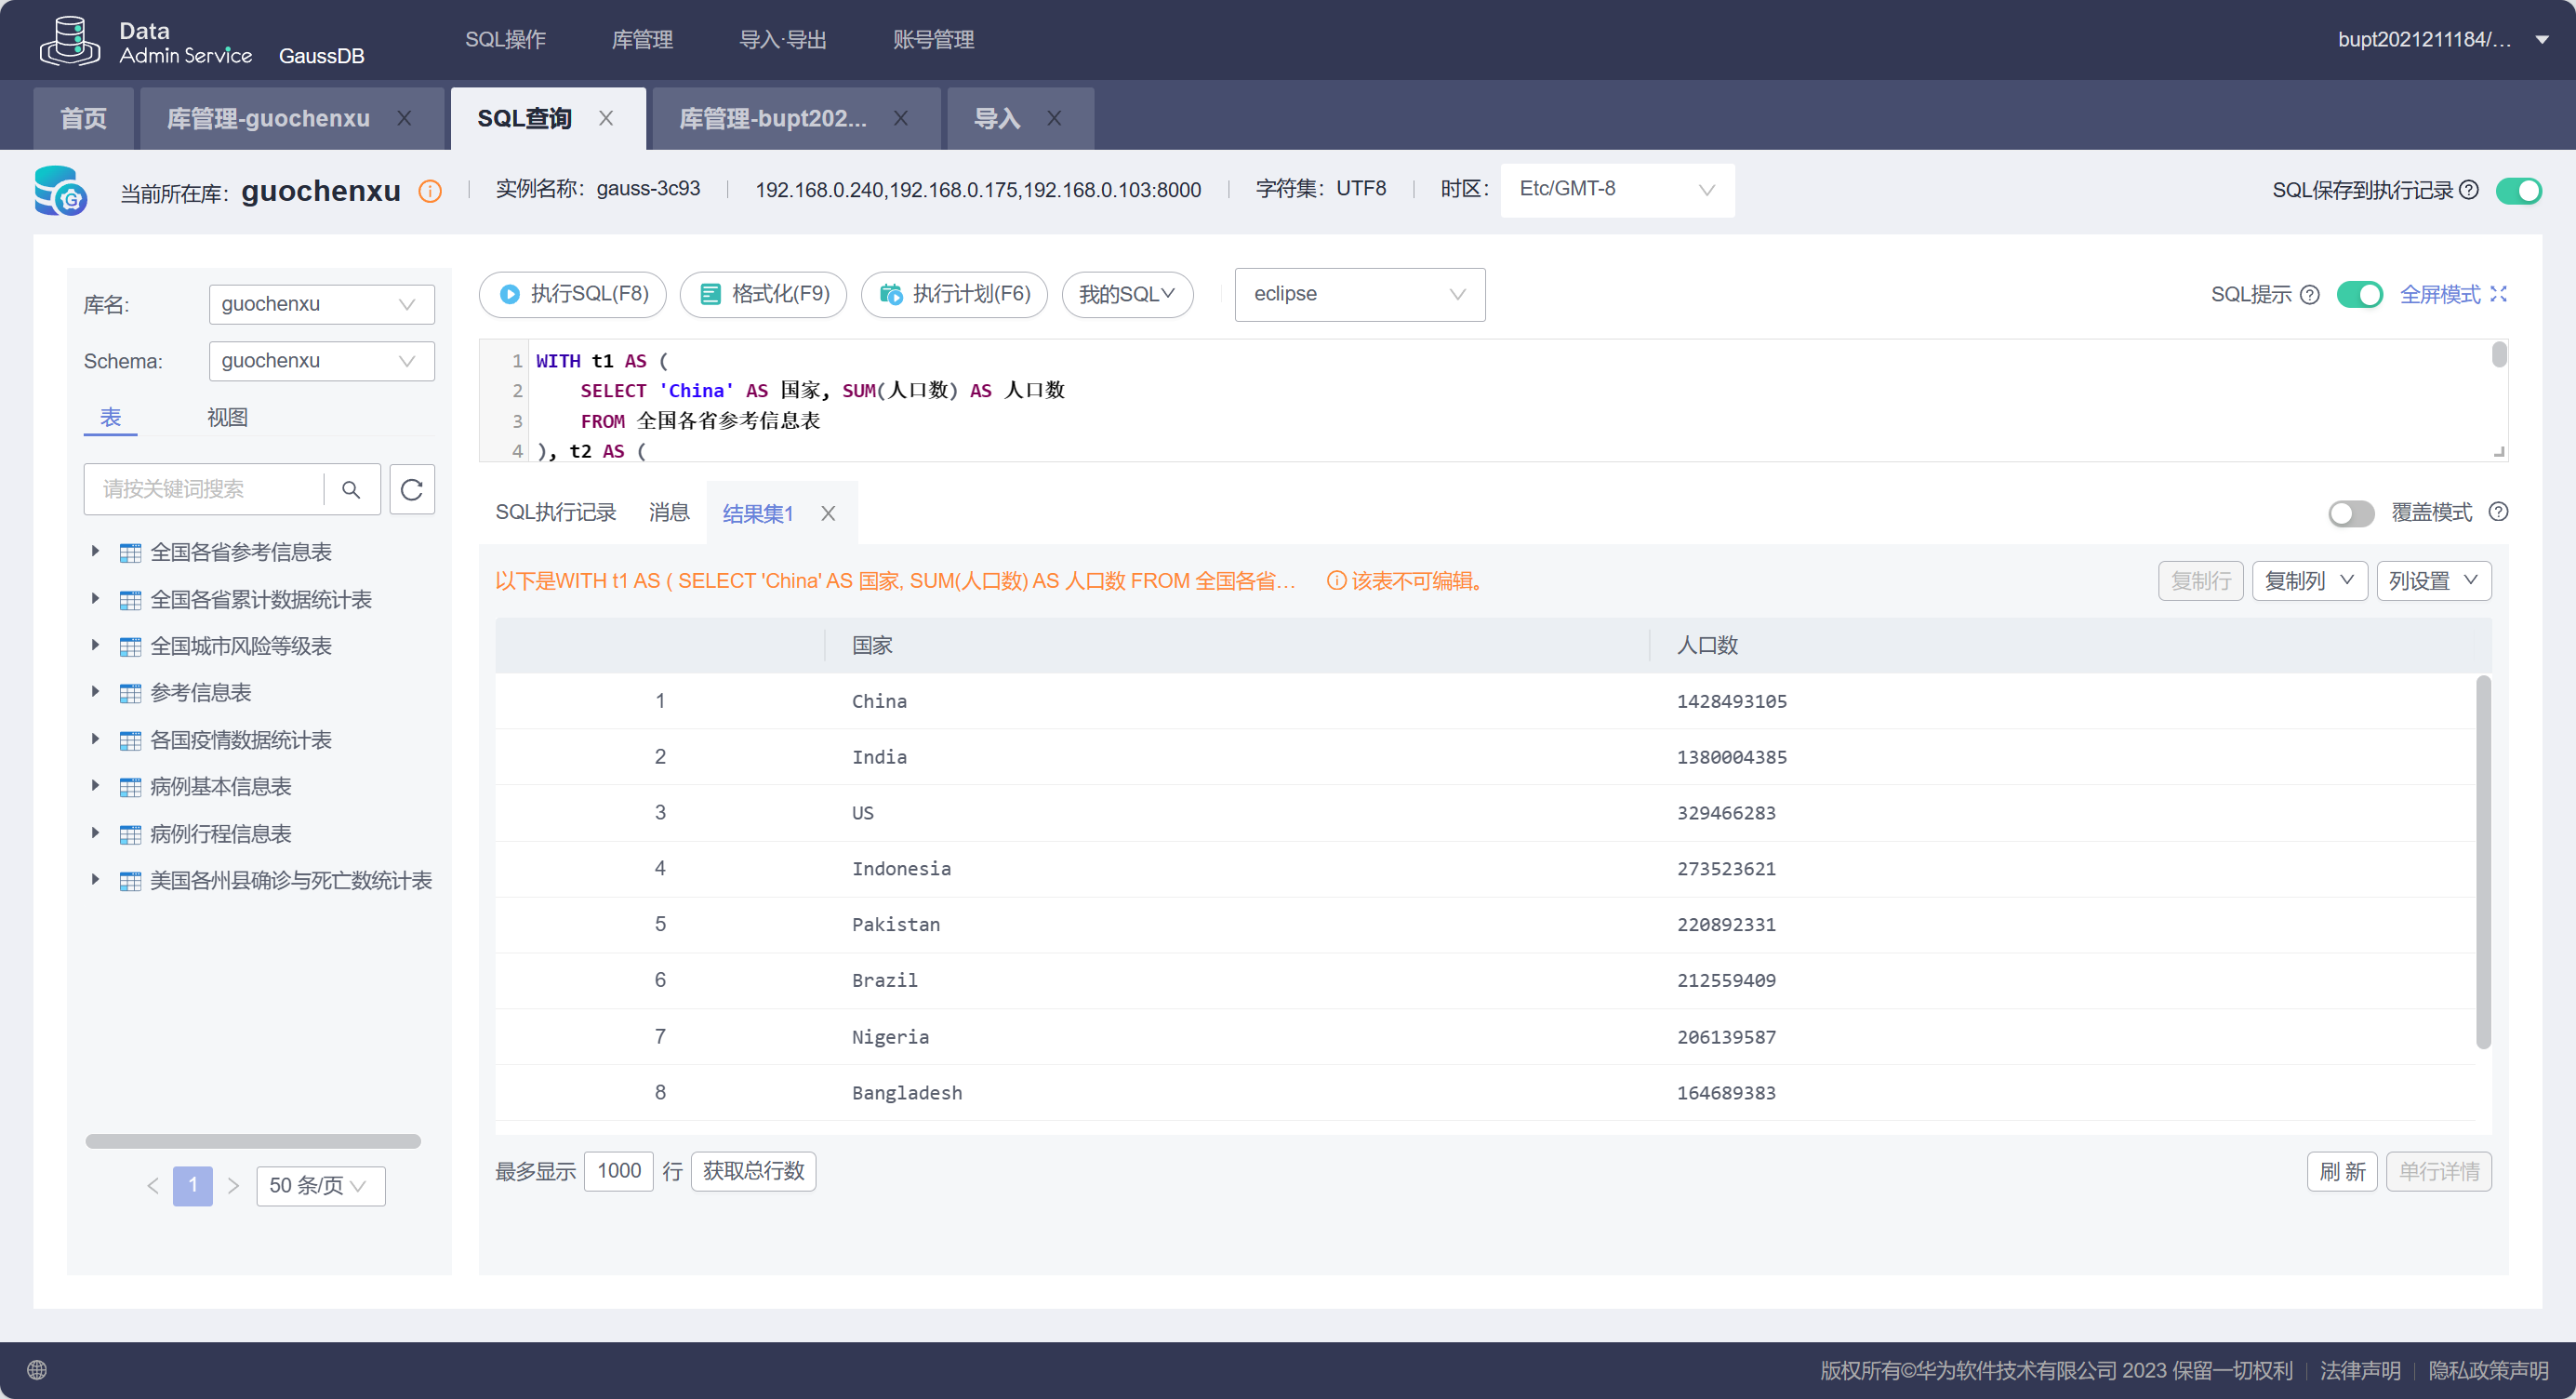 Data
Admin Service GaussDB SQL操作 库管理 导入·导出 账号管理 bupt2021211184/...
首页 库管理-guochenxu SQL查询 库管理-bupt202... 导入
当前所在库: guochenxu 实例名称: gauss-3c93 192.168.0.240,192.168.0.175,192.168.0.103:8000 字符集: UTF8 时区: Etc/GMT-8 SQL保存到执行记录
库名: guochenxu
Schema: guochenxu
表 视图
请按关键词搜索
全国各省参考信息表
全国各省累计数据统计表
全国城市风险等级表
参考信息表
各国疫情数据统计表
病例基本信息表
病例行程信息表
美国各州县确诊与死亡数统计表
1 50 条/页
执行SQL(F8) 格式化(F9) 执行计划(F6) 我的SQL eclipse SQL提示 全屏模式
1 WITH t1 AS (
2 SELECT 'China' AS 国家, SUM(人口数) AS 人口数
3 FROM 全国各省参考信息表
4 ), t2 AS (
SQL执行记录 消息 结果集1 覆盖模式
以下是WITH t1 AS ( SELECT 'China' AS 国家, SUM(人口数) AS 人口数 FROM 全国各省... 该表不可编辑。 复制行 复制列 列设置
国家 人口数
1 China 1428493105
2 India 1380004385
3 US 329466283
4 Indonesia 273523621
5 Pakistan 220892331
6 Brazil 212559409
7 Nigeria 206139587
8 Bangladesh 164689383
最多显示 1000 行 获取总行数 刷 新 单行详情
版权所有©华为软件技术有限公司 2023 保留一切权利 法律声明 隐私政策声明